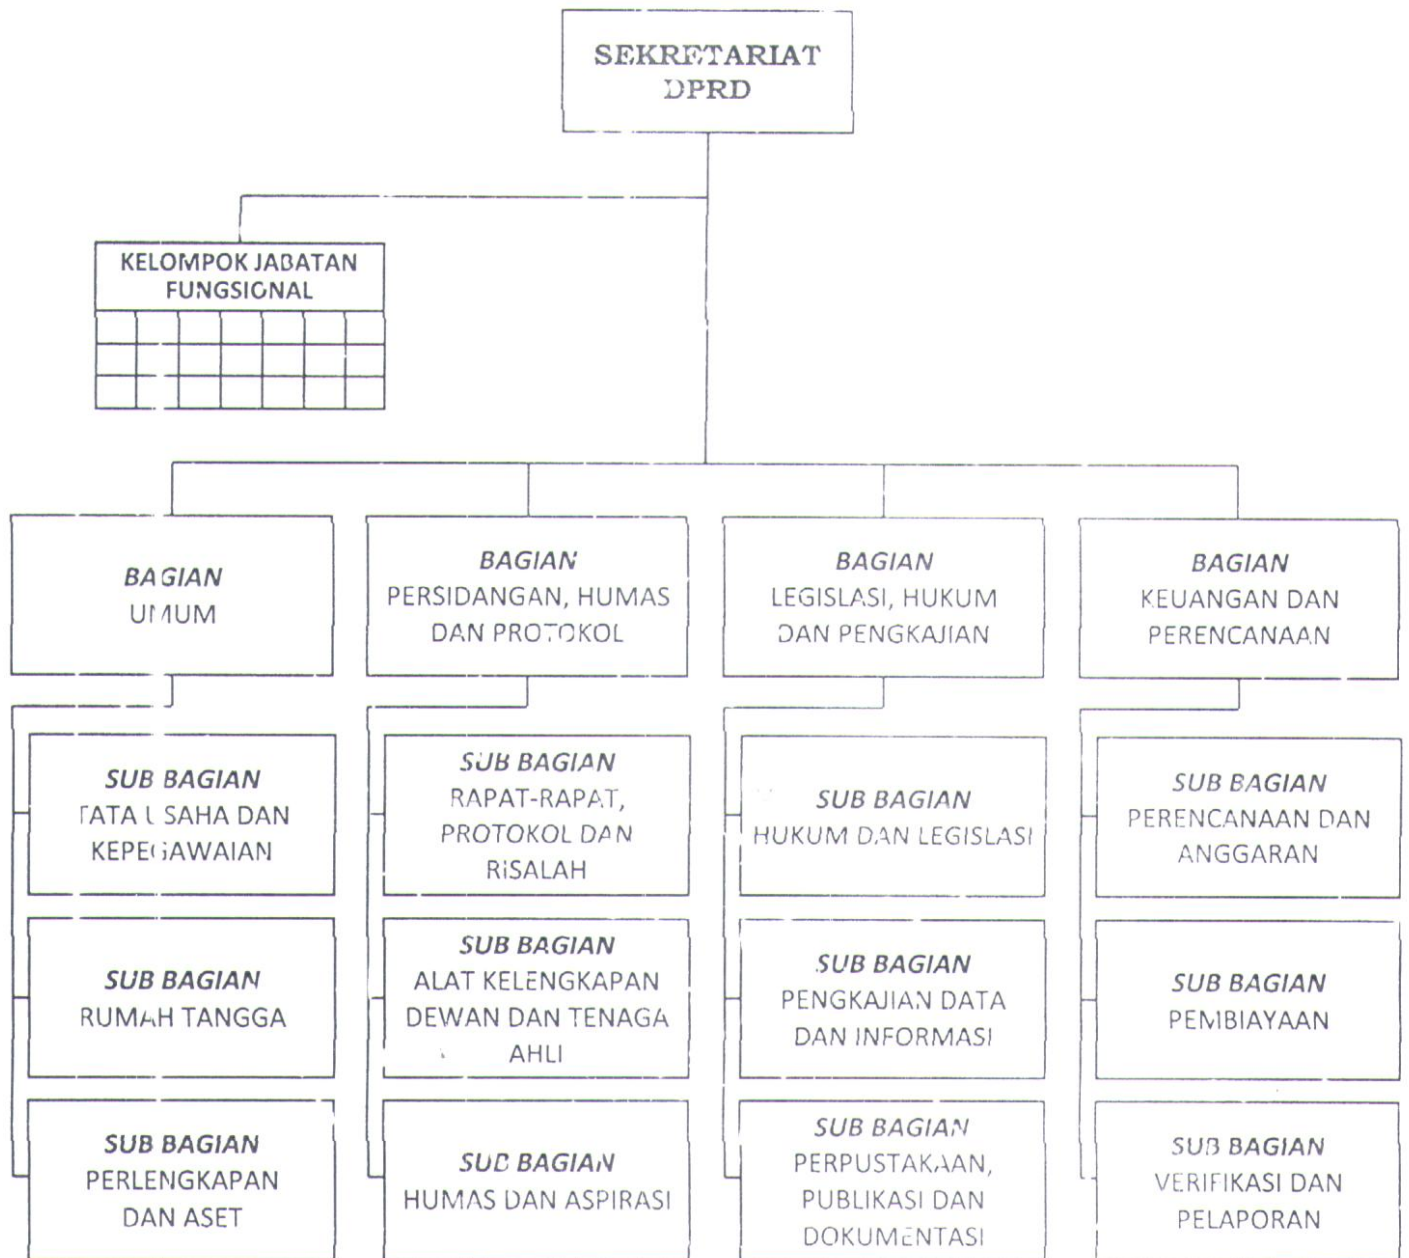 SEKRETARIAT
DPRD
KELOMPOK JABATAN
FUNGSIONAL
BAGIAN
UMUM
BAGIAN
PERSIDANGAN, HUMAS
DAN PROTOKOL
BAGIAN
LEGISLASI, HUKUM
DAN PENGKAJIAN
BAGIAN
KEUANGAN DAN
PERENCANAAN
SUB BAGIAN
TATA USAHA DAN
KEPEGAWAIAN
SUB BAGIAN
RAPAT-RAPAT,
PROTOKOL DAN
RISALAH
SUB BAGIAN
HUKUM DAN LEGISLASI
SUB BAGIAN
PERENCANAAN DAN
ANGGARAN
SUB BAGIAN
RUMAH TANGGA
SUB BAGIAN
ALAT KELENGKAPAN
DEWAN DAN TENAGA
AHLI
SUB BAGIAN
PENGKAJIAN DATA
DAN INFORMASI
SUB BAGIAN
PEMBIAYAAN
SUB BAGIAN
PERLENGKAPAN
DAN ASET
SUB BAGIAN
HUMAS DAN ASPIRASI
SUB BAGIAN
PERPUSTAKAAN,
PUBLIKASI DAN
DOKUMENTASI
SUB BAGIAN
VERIFIKASI DAN
PELAPORAN